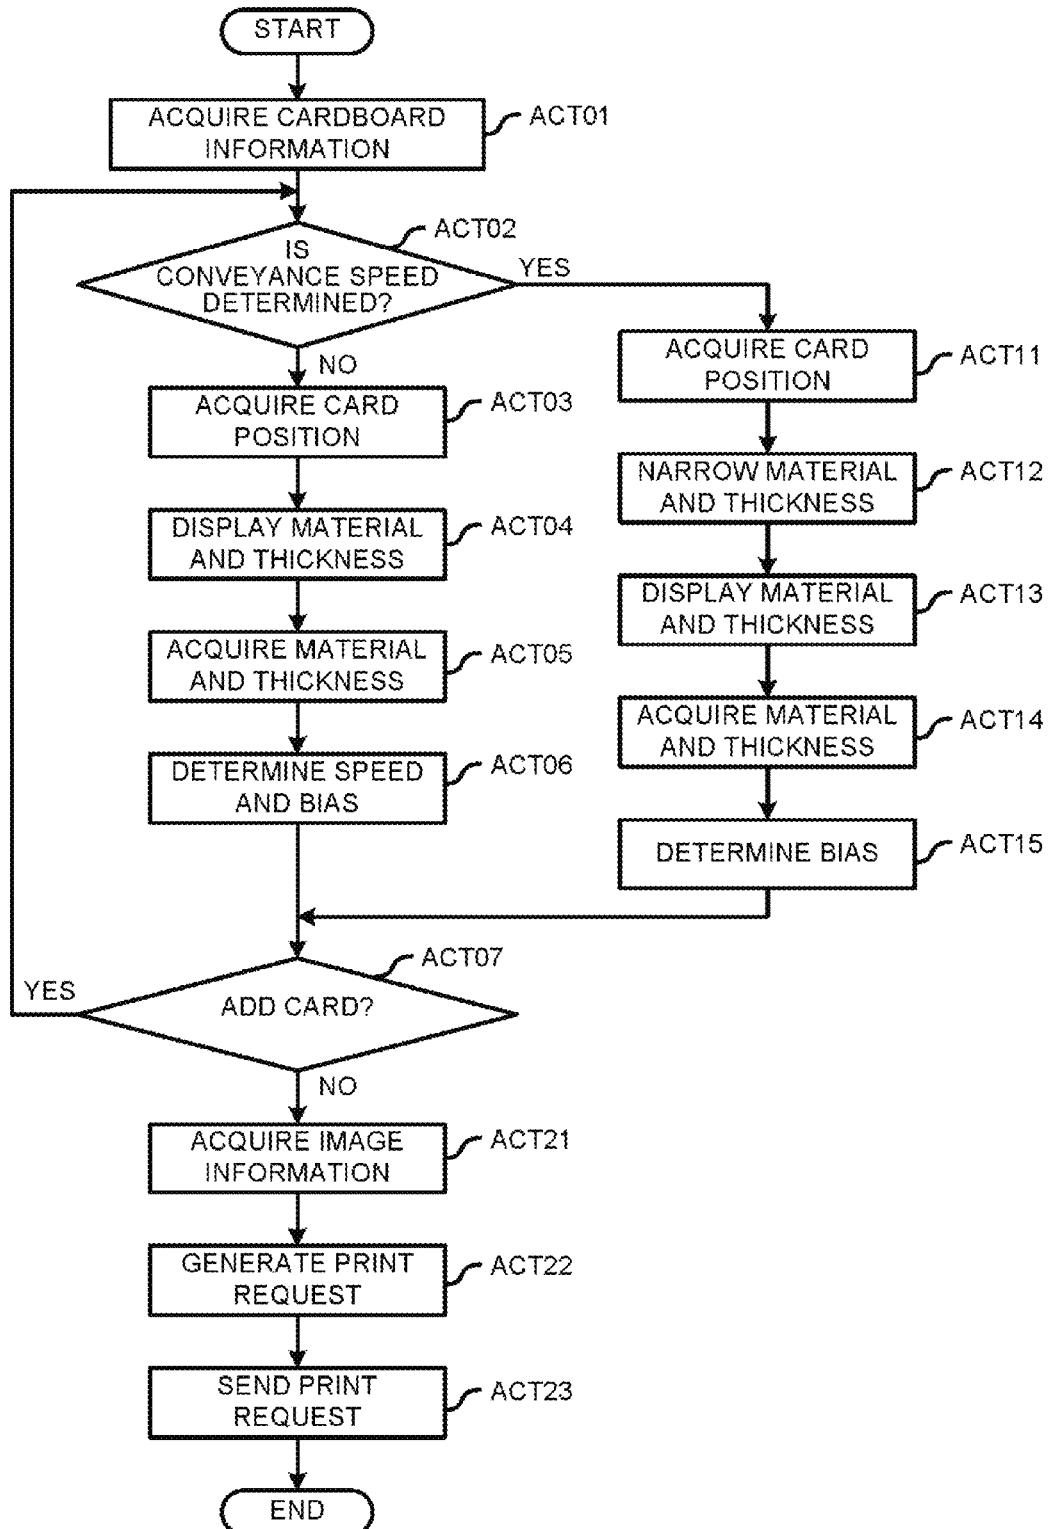 START
ACQUIRE CARDBOARD
INFORMATION
ACT01
IS
CONVEYANCE SPEED
DETERMINED?
ACT02
YES
NO
ACQUIRE CARD
POSITION
ACT03
DISPLAY MATERIAL
AND THICKNESS
ACT04
ACQUIRE MATERIAL
AND THICKNESS
ACT05
DETERMINE SPEED
AND BIAS
ACT06
ACQUIRE CARD
POSITION
ACT11
NARROW MATERIAL
AND THICKNESS
ACT12
DISPLAY MATERIAL
AND THICKNESS
ACT13
ACQUIRE MATERIAL
AND THICKNESS
ACT14
DETERMINE BIAS
ACT15
ADD CARD?
ACT07
YES
NO
ACQUIRE IMAGE
INFORMATION
ACT21
GENERATE PRINT
REQUEST
ACT22
SEND PRINT
REQUEST
ACT23
END